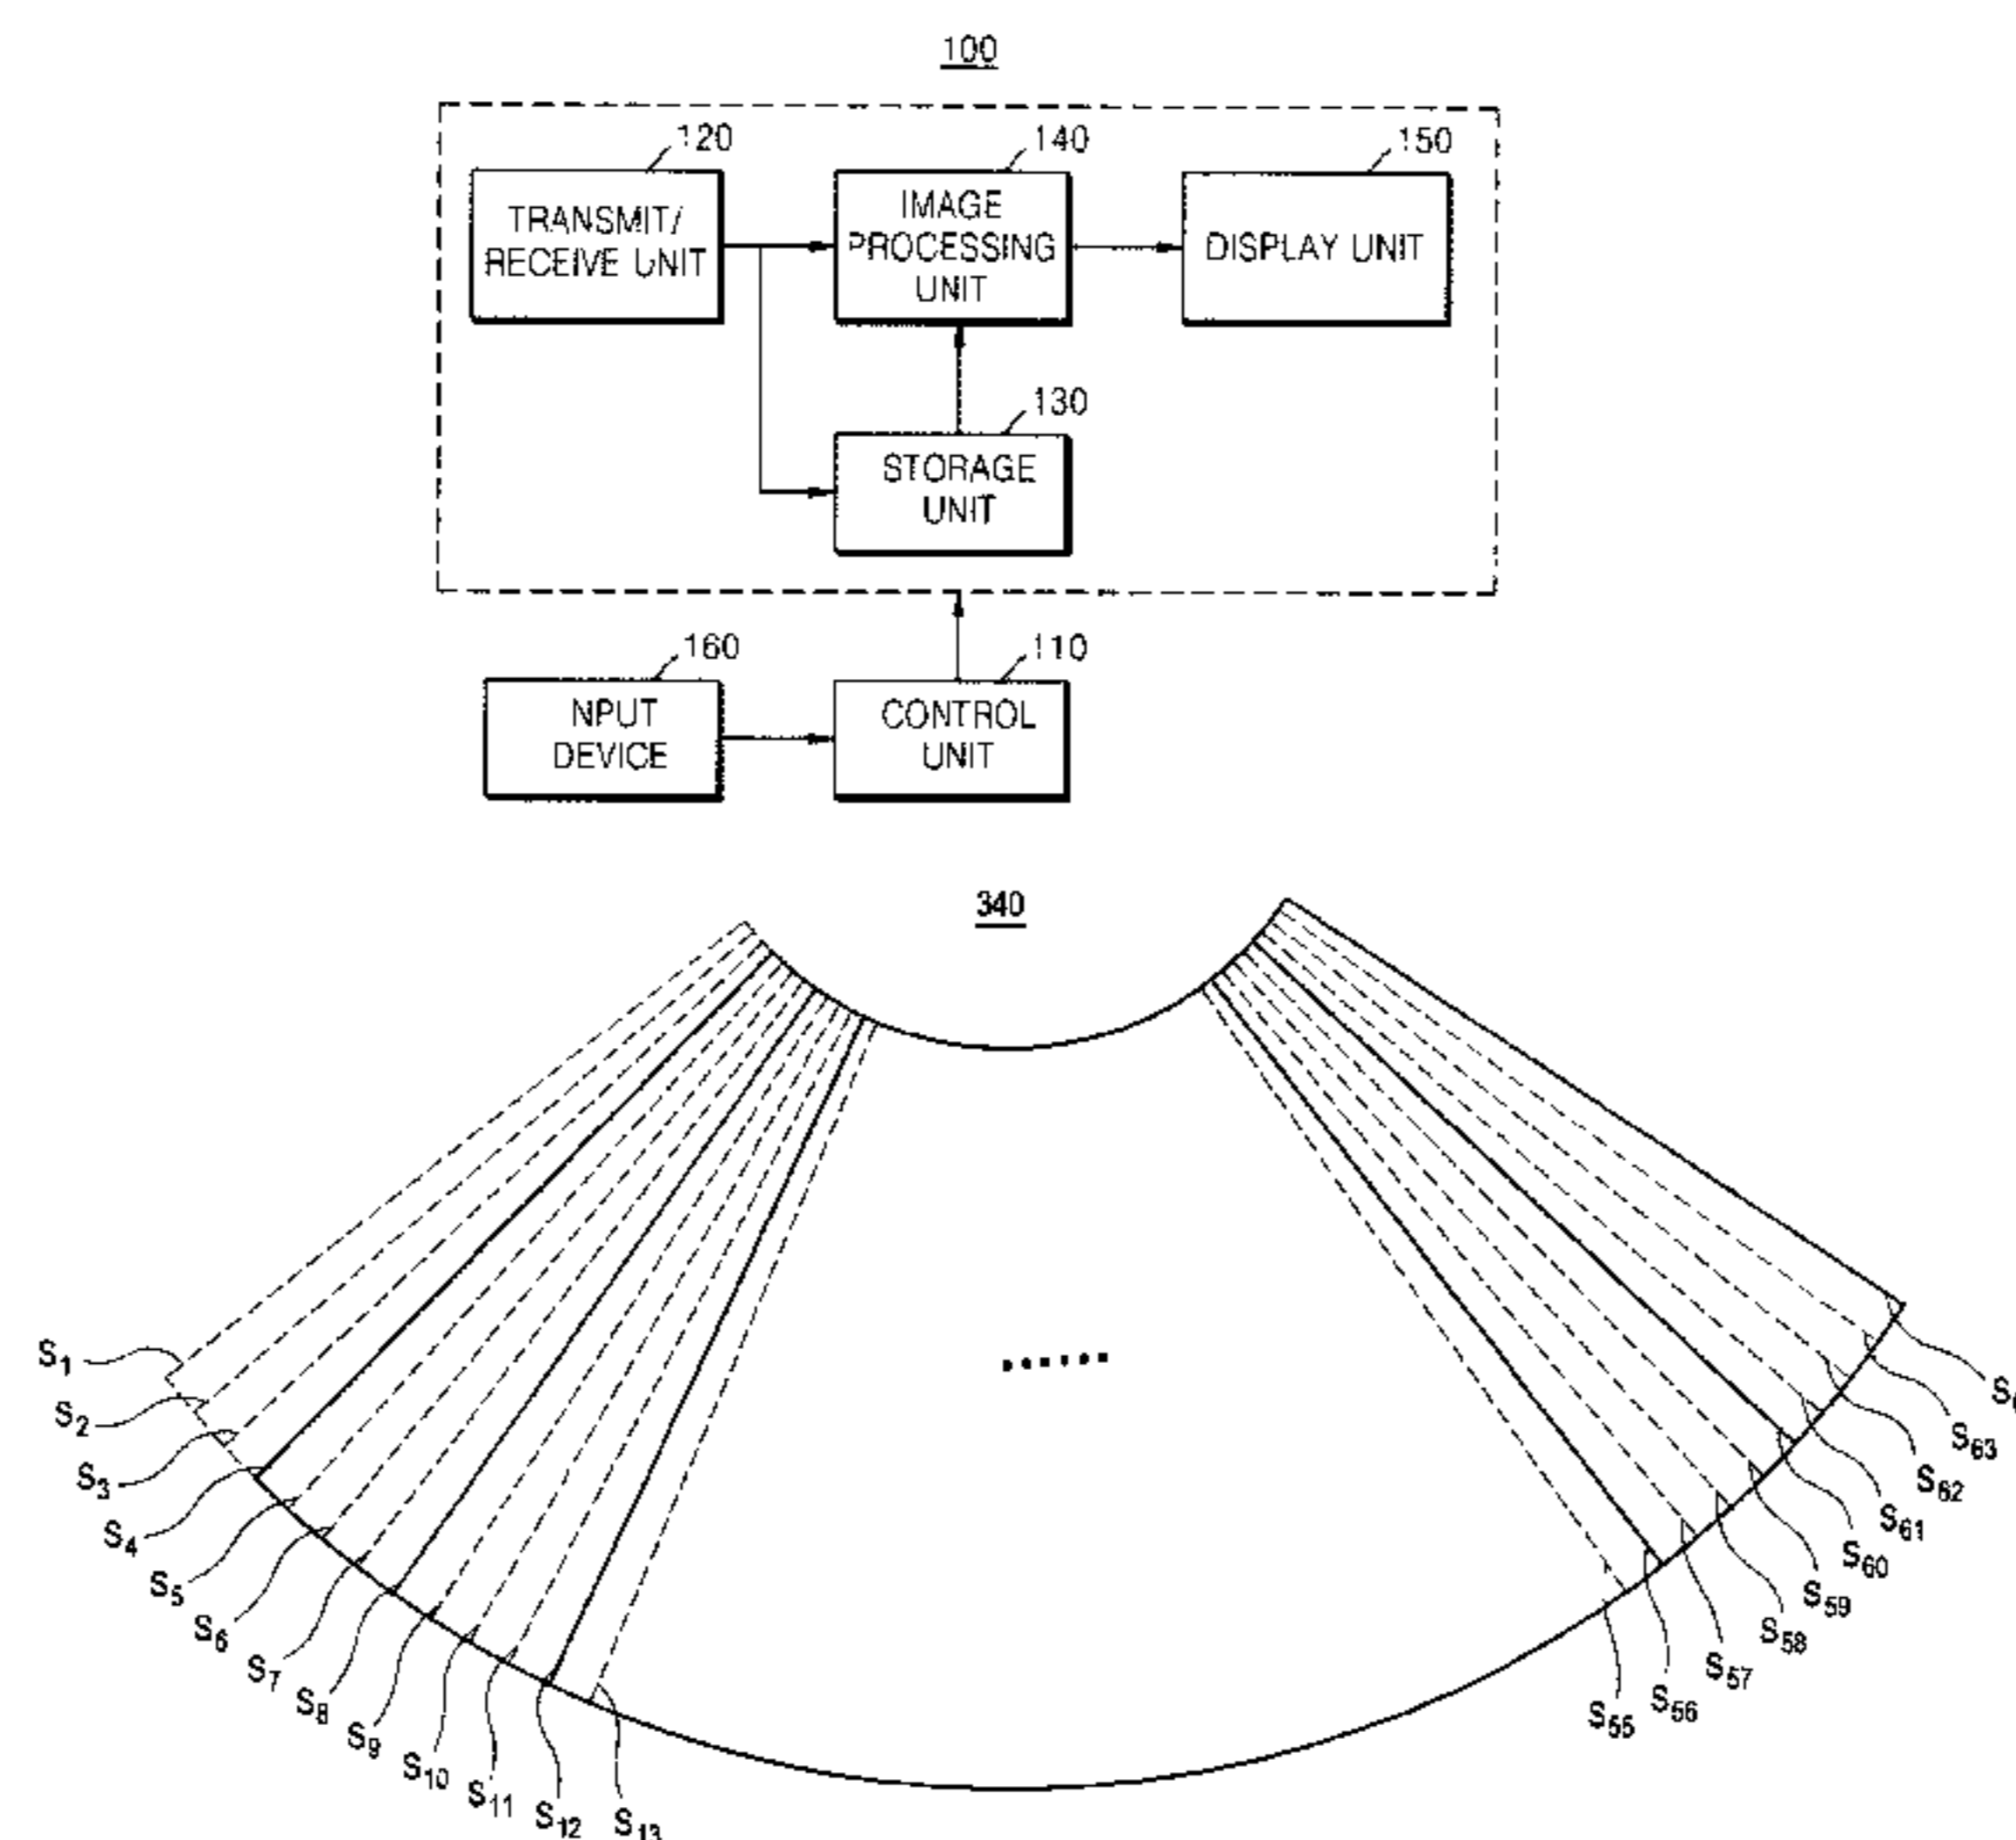 100
120
140
150
TRANSMIT/
RECEIVE UNIT
IMAGE
PROCESSING
UNIT
DISPLAY UNIT
130
STORAGE
UNIT
160
110
NPUT
DEVICE
CONTROL
UNIT
340
S1
S2
S3
S4
S5
S6
S7
S8
S9
S10
S11
S12
S13
S55
S56
S57
S58
S59
S60
S61
S62
S63